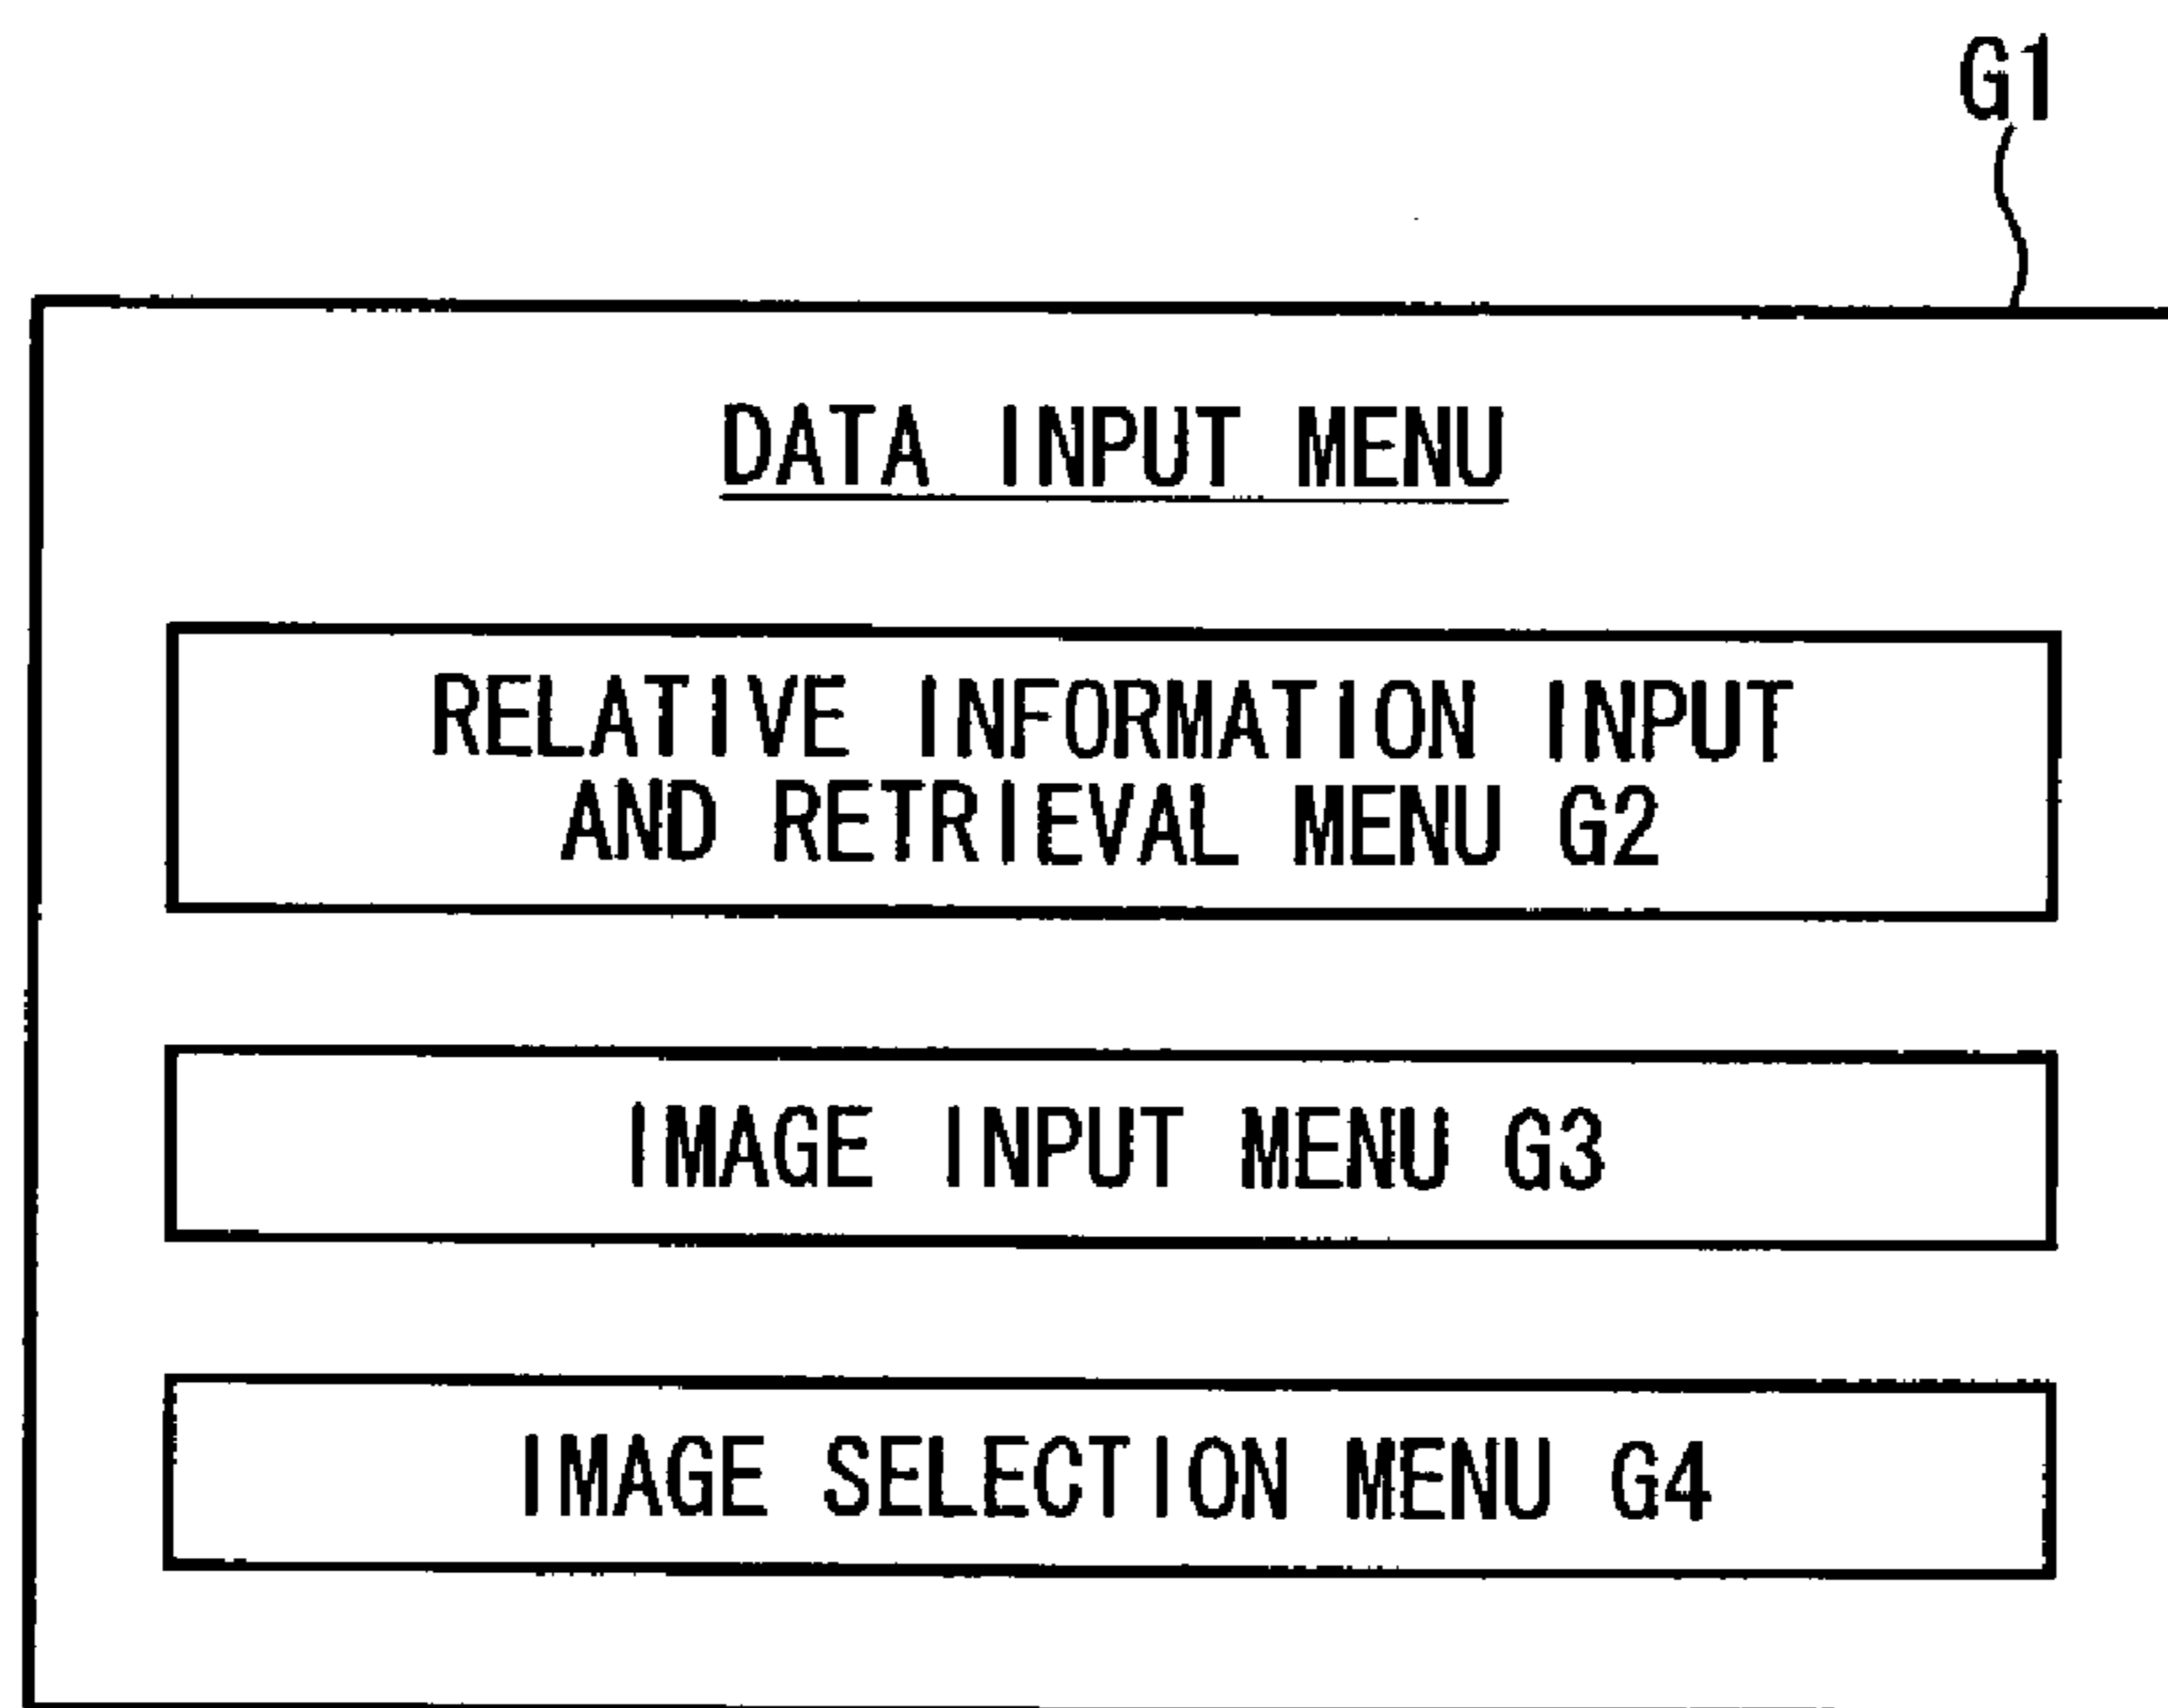 G1
DATA INPUT MENU
RELATIVE INFORMATION INPUT
AND RETRIEVAL MENU G2
IMAGE INPUT MENU G3
IMAGE SELECTION MENU G4